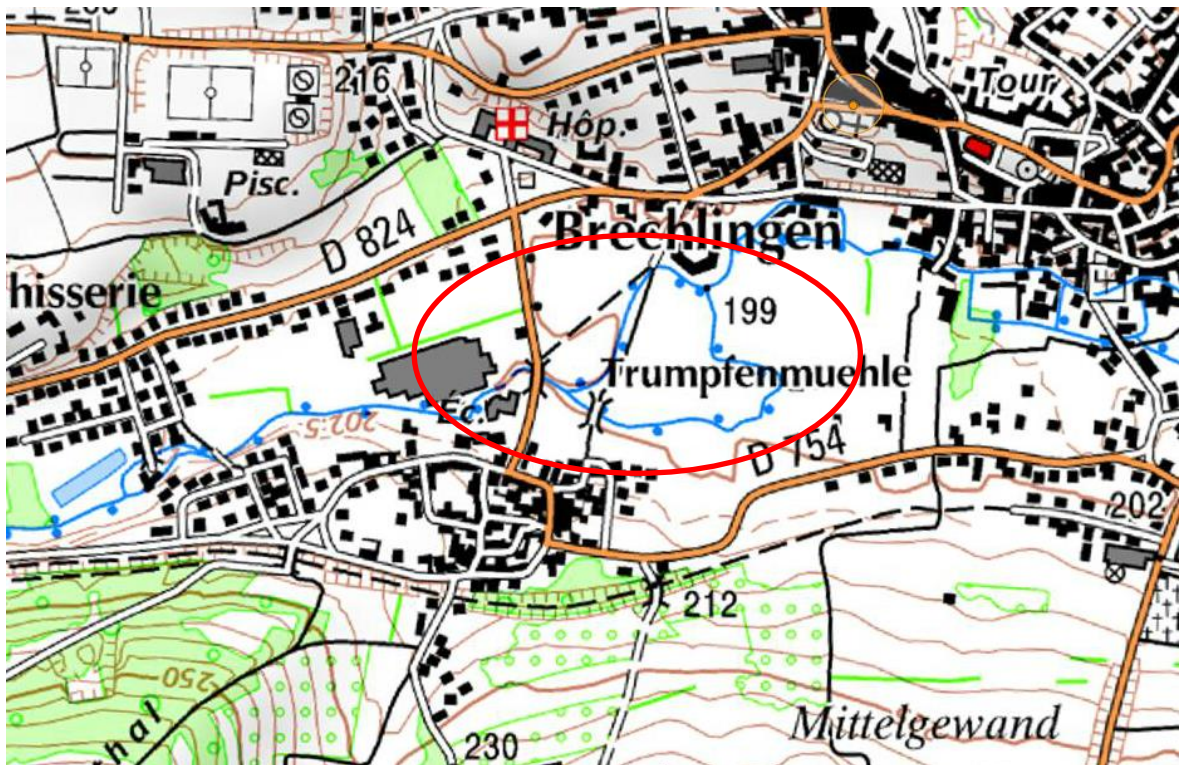 216
Tour
Hôp.
Pisc.
Brechlingen
D 824
hisserie
199
Trumpfenmuehle
Éc.
202.5
D 754
202
212
250
hal
Mittelgewand
230